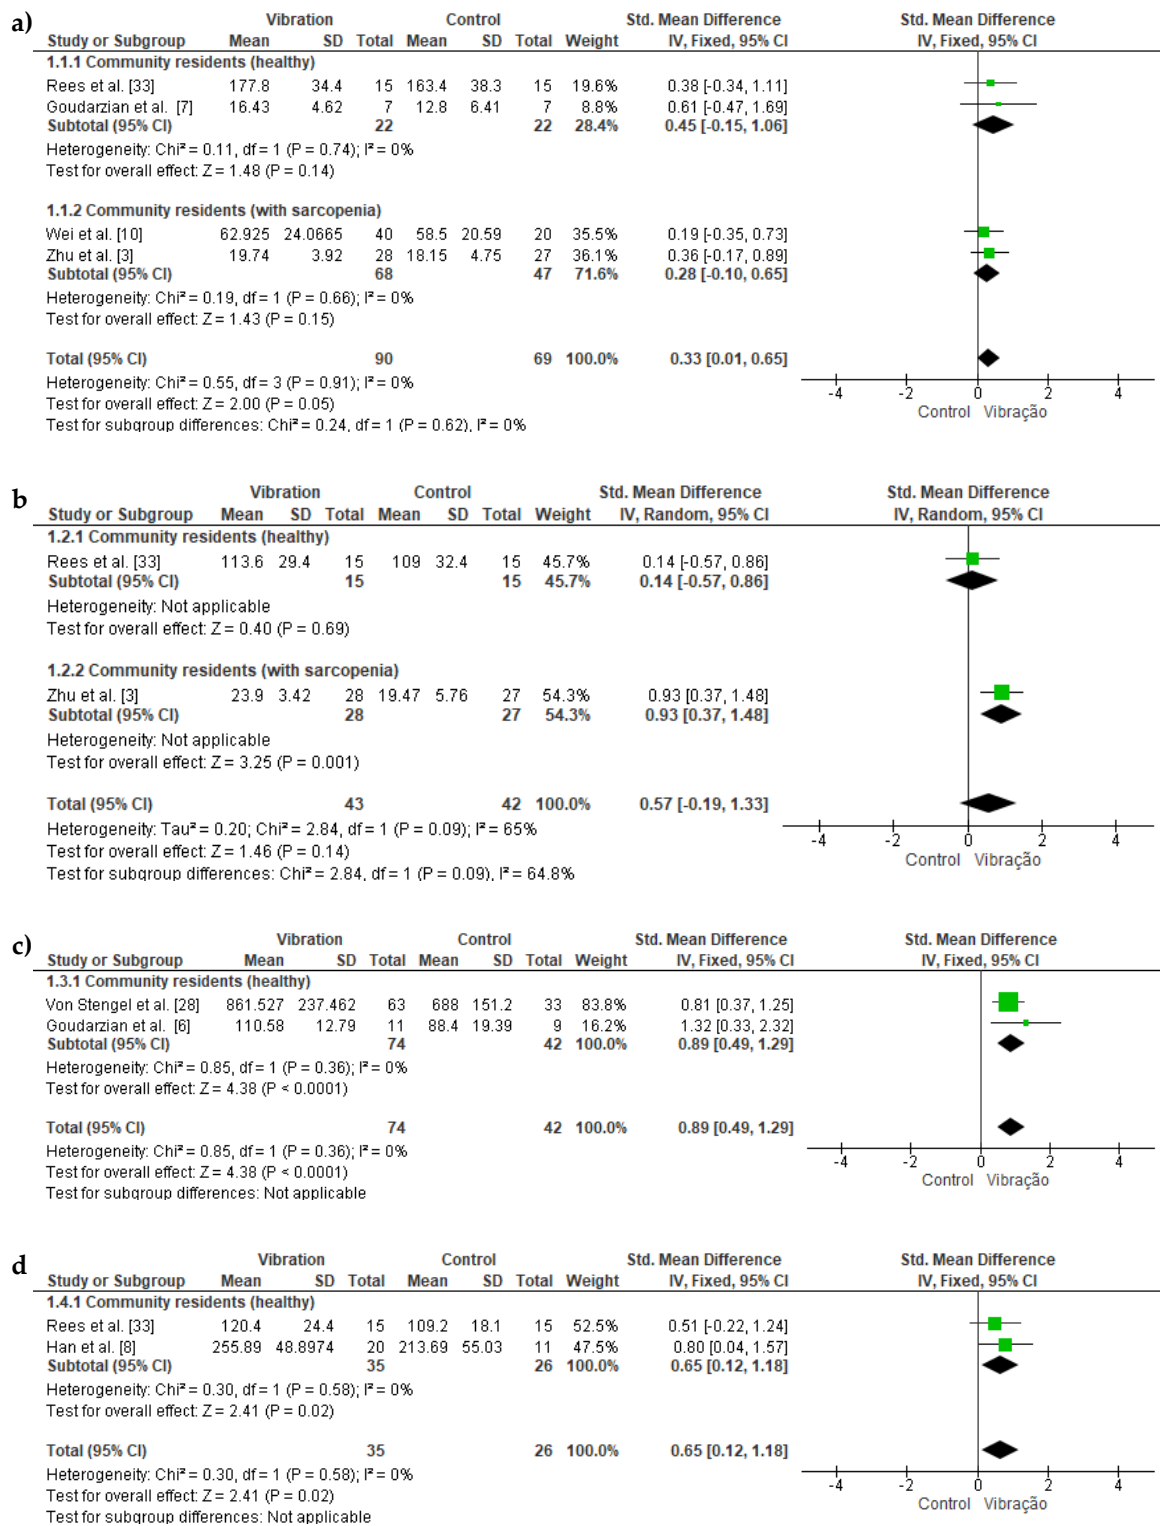 a)
Vibration Control Std. Mean Difference Std. Mean Difference
Study or Subgroup Mean SD Total Mean SD Total Weight IV, Fixed, 95% CI IV, Fixed, 95% CI
1.1.1 Community residents (healthy)
Rees et al. [33] 177.8 34.4 15 163.4 38.3 15 19.6% 0.38 [-0.34, 1.11]
Goudarzian et al. [7] 16.43 4.62 7 12.8 6.41 7 8.8% 0.61 [-0.47, 1.69]
Subtotal (95% CI) 22 22 28.4% 0.45 [-0.15, 1.06]
Heterogeneity: Chi² = 0.11, df = 1 (P = 0.74); I² = 0%
Test for overall effect: Z = 1.48 (P = 0.14)
1.1.2 Community residents (with sarcopenia)
Wei et al. [10] 62.925 24.0665 40 58.5 20.59 20 35.5% 0.19 [-0.35, 0.73]
Zhu et al. [3] 19.74 3.92 28 18.15 4.75 27 36.1% 0.36 [-0.17, 0.89]
Subtotal (95% CI) 68 47 71.6% 0.28 [-0.10, 0.65]
Heterogeneity: Chi² = 0.19, df = 1 (P = 0.66); I² = 0%
Test for overall effect: Z = 1.43 (P = 0.15)
Total (95% CI) 90 69 100.0% 0.33 [0.01, 0.65]
Heterogeneity: Chi² = 0.55, df = 3 (P = 0.91); I² = 0%
Test for overall effect: Z = 2.00 (P = 0.05)
Test for subgroup differences: Chi² = 0.24, df = 1 (P = 0.62), I² = 0%
-4 -2 0 2 4
Control Vibração
b
Vibration Control Std. Mean Difference Std. Mean Difference
Study or Subgroup Mean SD Total Mean SD Total Weight IV, Random, 95% CI IV, Random, 95% CI
1.2.1 Community residents (healthy)
Rees et al. [33] 113.6 29.4 15 109 32.4 15 45.7% 0.14 [-0.57, 0.86]
Subtotal (95% CI) 15 15 45.7% 0.14 [-0.57, 0.86]
Heterogeneity: Not applicable
Test for overall effect: Z = 0.40 (P = 0.69)
1.2.2 Community residents (with sarcopenia)
Zhu et al. [3] 23.9 3.42 28 19.47 5.76 27 54.3% 0.93 [0.37, 1.48]
Subtotal (95% CI) 28 27 54.3% 0.93 [0.37, 1.48]
Heterogeneity: Not applicable
Test for overall effect: Z = 3.25 (P = 0.001)
Total (95% CI) 43 42 100.0% 0.57 [-0.19, 1.33]
Heterogeneity: Tau² = 0.20; Chi² = 2.84, df = 1 (P = 0.09); I² = 65%
Test for overall effect: Z = 1.46 (P = 0.14)
Test for subgroup differences: Chi² = 2.84, df = 1 (P = 0.09), I² = 64.8%
-4 -2 0 2 4
Control Vibração
c)
Vibration Control Std. Mean Difference Std. Mean Difference
Study or Subgroup Mean SD Total Mean SD Total Weight IV, Fixed, 95% CI IV, Fixed, 95% CI
1.3.1 Community residents (healthy)
Von Stengel et al. [28] 861.527 237.462 63 688 151.2 33 83.8% 0.81 [0.37, 1.25]
Goudarzian et al. [6] 110.58 12.79 11 88.4 19.39 9 16.2% 1.32 [0.33, 2.32]
Subtotal (95% CI) 74 42 100.0% 0.89 [0.49, 1.29]
Heterogeneity: Chi² = 0.85, df = 1 (P = 0.36); I² = 0%
Test for overall effect: Z = 4.38 (P < 0.0001)
Total (95% CI) 74 42 100.0% 0.89 [0.49, 1.29]
Heterogeneity: Chi² = 0.85, df = 1 (P = 0.36); I² = 0%
Test for overall effect: Z = 4.38 (P < 0.0001)
Test for subgroup differences: Not applicable
-4 -2 0 2 4
Control Vibração
d
Vibration Control Std. Mean Difference Std. Mean Difference
Study or Subgroup Mean SD Total Mean SD Total Weight IV, Fixed, 95% CI IV, Fixed, 95% CI
1.4.1 Community residents (healthy)
Rees et al. [33] 120.4 24.4 15 109.2 18.1 15 52.5% 0.51 [-0.22, 1.24]
Han et al. [8] 255.89 48.8974 20 213.69 55.03 11 47.5% 0.80 [0.04, 1.57]
Subtotal (95% CI) 35 26 100.0% 0.65 [0.12, 1.18]
Heterogeneity: Chi² = 0.30, df = 1 (P = 0.58); I² = 0%
Test for overall effect: Z = 2.41 (P = 0.02)
Total (95% CI) 35 26 100.0% 0.65 [0.12, 1.18]
Heterogeneity: Chi² = 0.30, df = 1 (P = 0.58); I² = 0%
Test for overall effect: Z = 2.41 (P = 0.02)
Test for subgroup differences: Not applicable
-4 -2 0 2 4
Control Vibração